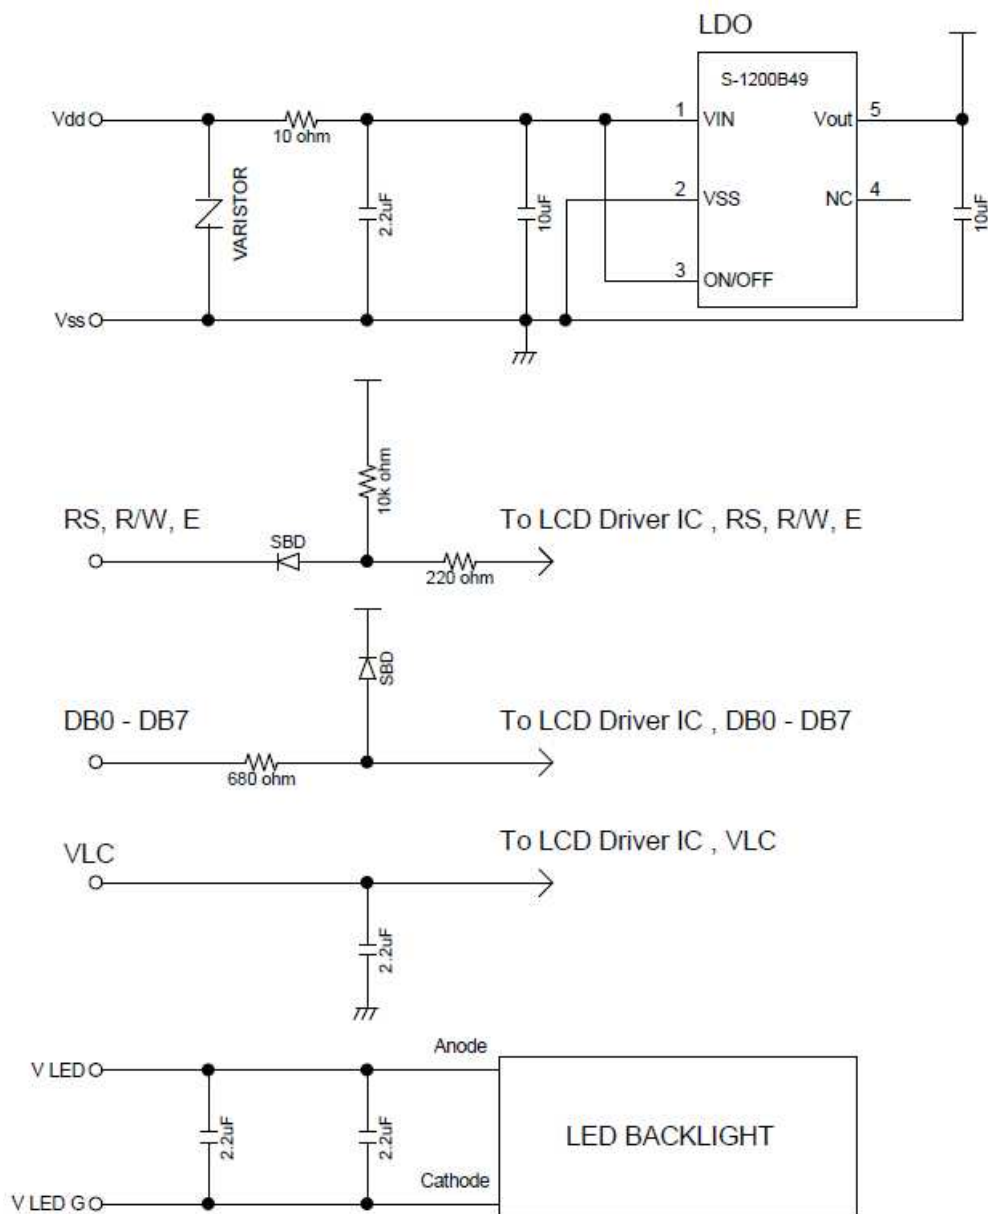 LDO
S-1200B49
Vdd
10 ohm
1
VIN
Vout
5
VARISTOR
2.2uF
10uF
2
VSS
NC
4
10uF
3
ON/OFF
Vss
10k ohm
RS, R/W, E
To LCD Driver IC , RS, R/W, E
SBD
220 ohm
SBD
DB0 - DB7
To LCD Driver IC , DB0 - DB7
680 ohm
To LCD Driver IC , VLC
VLC
2.2uF
Anode
V LED
2.2uF
2.2uF
LED BACKLIGHT
Cathode
V LED G